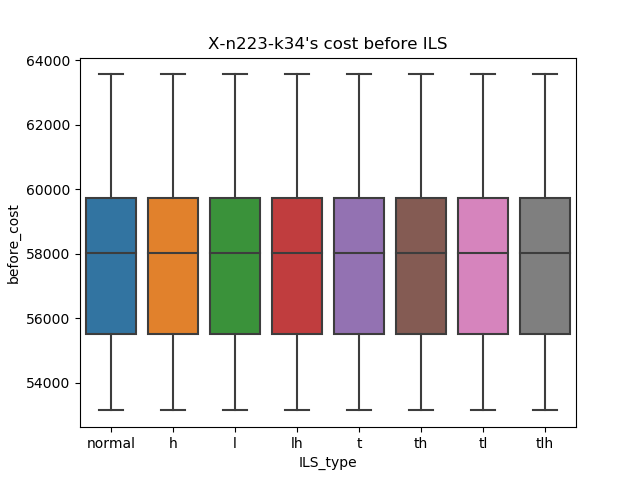 X-n223-k34's cost before ILS
64000
62000
60000
58000
56000
54000
before_cost
normal h l lh t th tl tlh
ILS_type